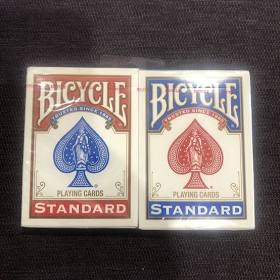 BICYCLE
TRUSTED SINCE 1885
®
PLAYING CARDS
STANDARD
BICYCLE
TRUSTED SINCE 1885
®
PLAYING CARDS
STANDARD